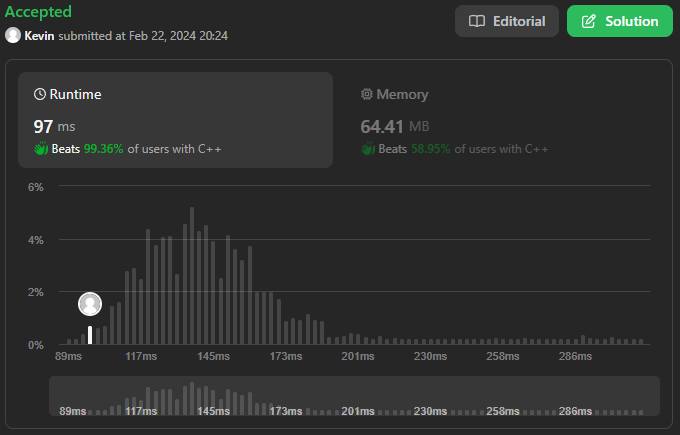 Accepted
Editorial
Solution
Kevin submitted at Feb 22, 2024 20:24
Runtime
Memory
97 ms
64.41 MB
Beats 99.36% of users with C++
Beats 58.95% of users with C++
6%
4%
2%
0%
89ms 117ms 145ms 173ms 201ms 230ms 258ms 286ms
89ms 117ms 145ms 173ms 201ms 230ms 258ms 286ms